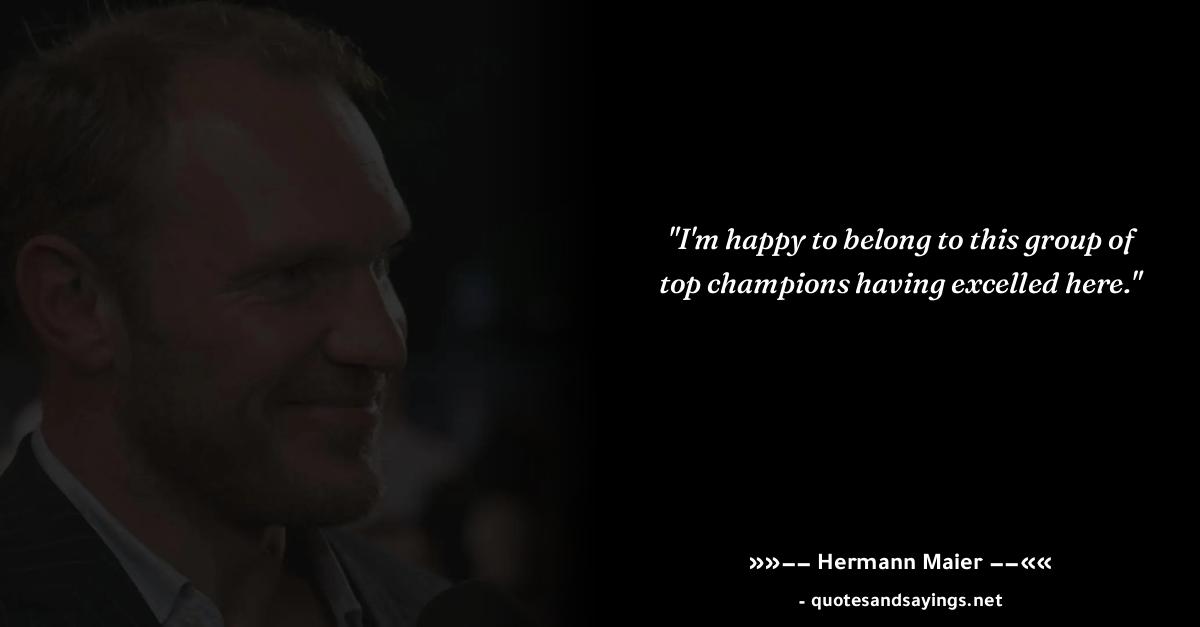 "I'm happy to belong to this group of
top champions having excelled here."
»»–– Hermann Maier ––««
- quotesandsayings.net